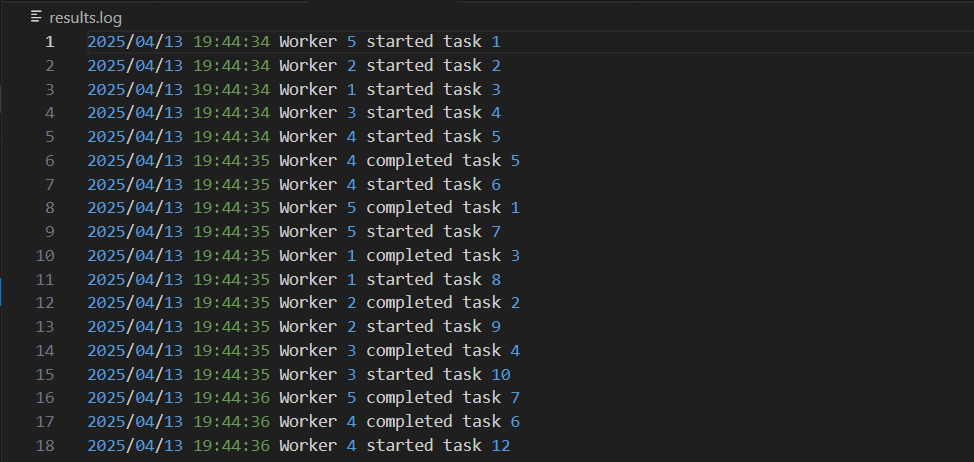 results.log
1 2025/04/13 19:44:34 Worker 5 started task 1
2 2025/04/13 19:44:34 Worker 2 started task 2
3 2025/04/13 19:44:34 Worker 1 started task 3
4 2025/04/13 19:44:34 Worker 3 started task 4
5 2025/04/13 19:44:34 Worker 4 started task 5
6 2025/04/13 19:44:35 Worker 4 completed task 5
7 2025/04/13 19:44:35 Worker 4 started task 6
8 2025/04/13 19:44:35 Worker 5 completed task 1
9 2025/04/13 19:44:35 Worker 5 started task 7
10 2025/04/13 19:44:35 Worker 1 completed task 3
11 2025/04/13 19:44:35 Worker 1 started task 8
12 2025/04/13 19:44:35 Worker 2 completed task 2
13 2025/04/13 19:44:35 Worker 2 started task 9
14 2025/04/13 19:44:35 Worker 3 completed task 4
15 2025/04/13 19:44:35 Worker 3 started task 10
16 2025/04/13 19:44:36 Worker 5 completed task 7
17 2025/04/13 19:44:36 Worker 4 completed task 6
18 2025/04/13 19:44:36 Worker 4 started task 12